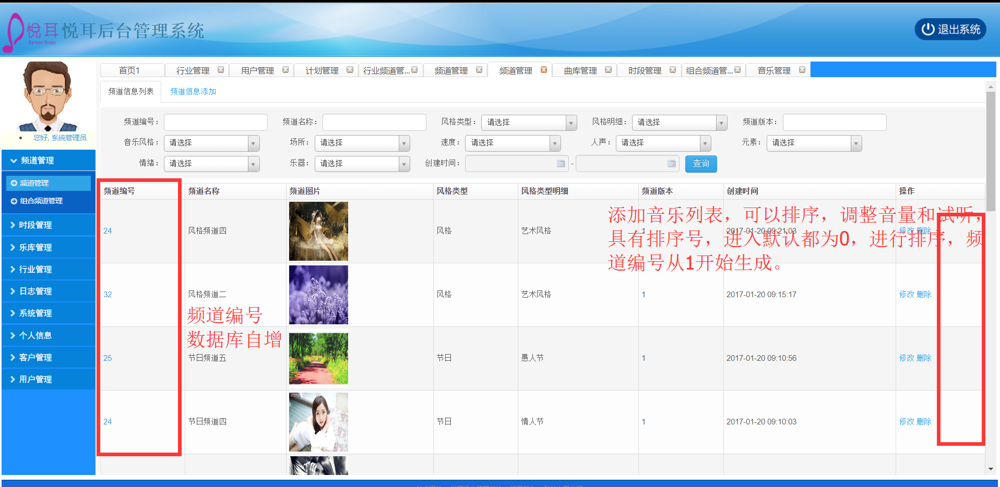 悦耳 悦耳后台管理系统
Earson Enjoy
退出系统
首页1 行业管理 用户管理 计划管理 行业频道管... 频道管理 频道管理 曲库管理 时段管理 组合频道管... 音乐管理
频道信息列表 频道信息添加
您好, 系统管理员
频道管理
频道管理
组合频道管理
时段管理
乐库管理
行业管理
日志管理
系统管理
个人信息
客户管理
用户管理
频道编号： 频道名称： 风格类型： 请选择 风格明细： 请选择 频道版本：
音乐风格： 请选择 场所： 请选择 速度： 请选择 人声： 请选择 元素： 请选择
情绪： 请选择 乐器： 请选择 创建时间： - 查询
频道编号 频道名称 频道图片 风格类型 风格类型明细 频道版本 创建时间 操作
24 风格频道四 风格 艺术风格 1 2017-01-20 09:21:03 修改 删除
32 风格频道二 风格 艺术风格 1 2017-01-20 09:15:17 修改 删除
25 节日频道五 节日 愚人节 1 2017-01-20 09:10:56 修改 删除
24 节日频道四 节日 情人节 1 2017-01-20 09:10:03 修改 删除
添加音乐列表，可以排序，调整音量和试听，
具有排序号，进入默认都为0，进行排序，频
道编号从1开始生成。
频道编号
数据库自增